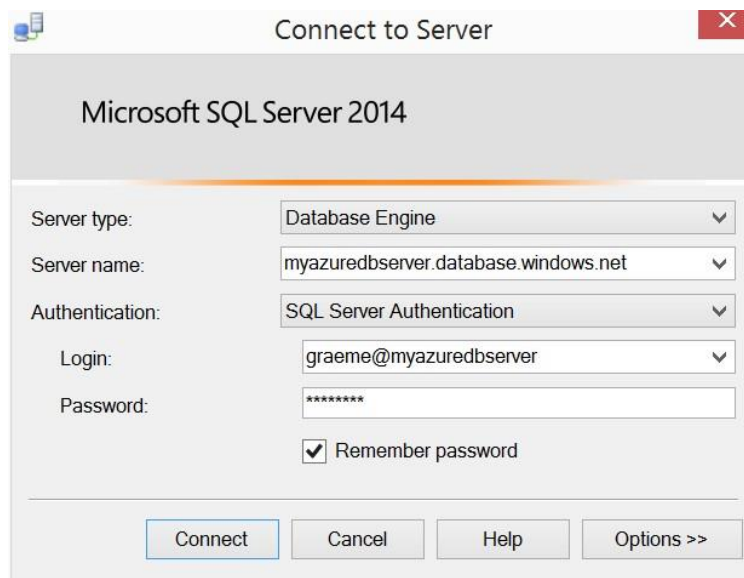 Connect to Server
Microsoft SQL Server 2014
Server type: Database Engine
Server name: myazuredbserver.database.windows.net
Authentication: SQL Server Authentication
Login: graeme@myazuredbserver
Password: ********
Remember password
Connect Cancel Help Options >>